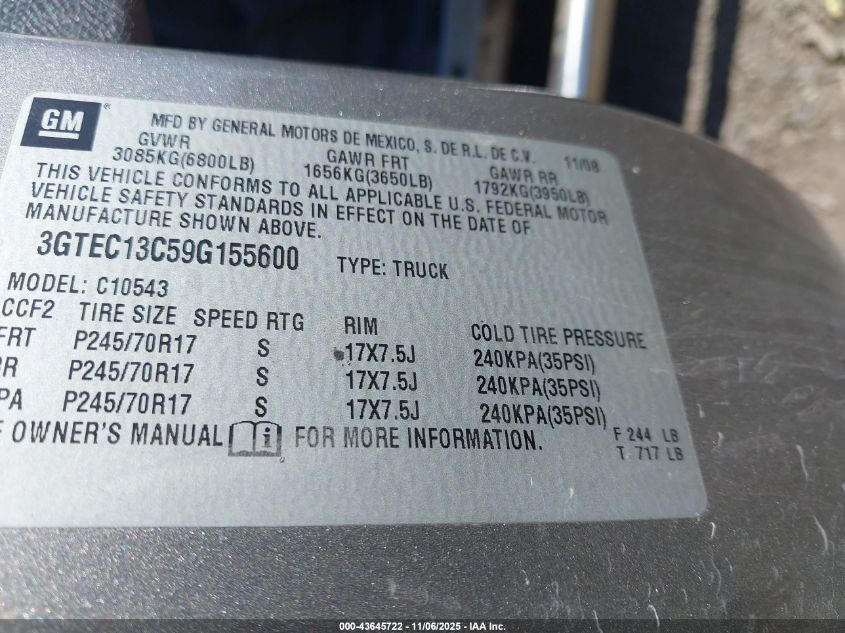 GM
MFD BY GENERAL MOTORS DE MEXICO, S. DE R.L. DE C.V. 11/08
GVWR GAWR FRT GAWR RR
3085KG(6800LB) 1656KG(3650LB) 1792KG(3950LB)
THIS VEHICLE CONFORMS TO ALL APPLICABLE U.S. FEDERAL MOTOR
VEHICLE SAFETY STANDARDS IN EFFECT ON THE DATE OF
MANUFACTURE SHOWN ABOVE.
3GTEC13C59G155600 TYPE: TRUCK
MODEL: C10543
CCF2 TIRE SIZE SPEED RTG RIM COLD TIRE PRESSURE
FRT P245/70R17 S 17X7.5J 240KPA(35PSI)
RR P245/70R17 S 17X7.5J 240KPA(35PSI)
PA P245/70R17 S 17X7.5J 240KPA(35PSI)
OWNER'S MANUAL i FOR MORE INFORMATION.
F 244 LB
T 717 LB
000-43645722 - 11/06/2025 - IAA Inc.